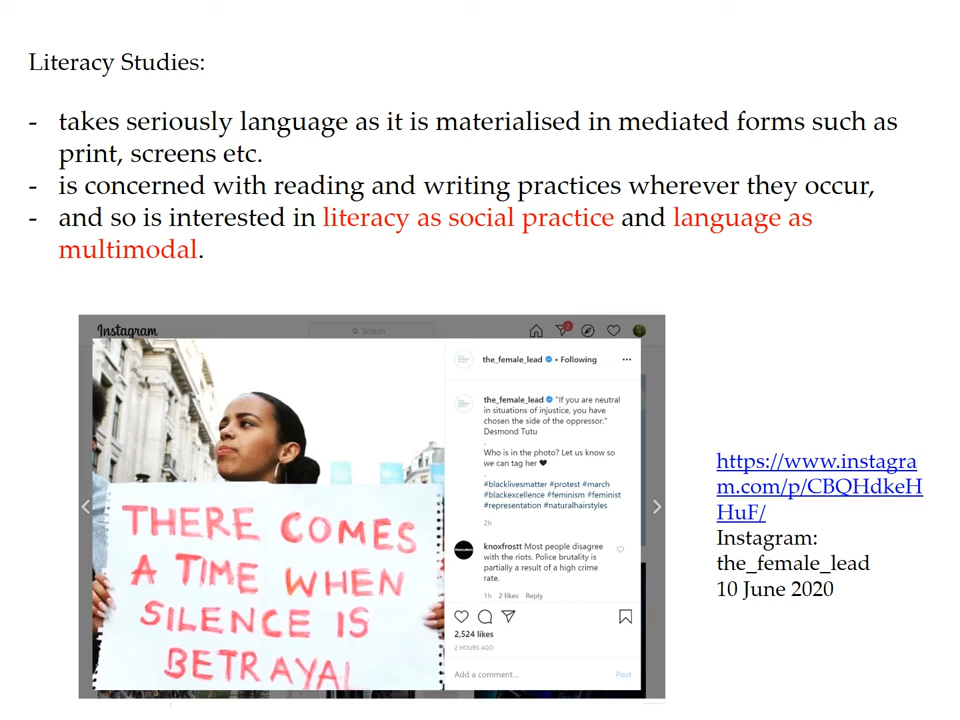 Literacy Studies:
- takes seriously language as it is materialised in mediated forms such as
print, screens etc.
- is concerned with reading and writing practices wherever they occur,
- and so is interested in literacy as social practice and language as
multimodal.
Instagram
Search
2
the_female_lead • Following
•••
the_female_lead "If you are neutral
in situations of injustice, you have
chosen the side of the oppressor."
Desmond Tutu
.
Who is in the photo? Let us know so
we can tag her 🖤
.
#blacklivesmatter #protest #march
#blackexcellence #feminism #feminist
#representation #naturalhairstyles
2h
knoxfrostt Most people disagree
with the riots. Police brutality is
partially a result of a high crime
rate.
1h 2 likes Reply
2,524 likes
2 HOURS AGO
Add a comment...
Post
THERE COMES
A TIME WHEN
SILENCE IS
BETRAYAL
https://www.instagra
m.com/p/CBQHdkeH
HuF/
Instagram:
the_female_lead
10 June 2020